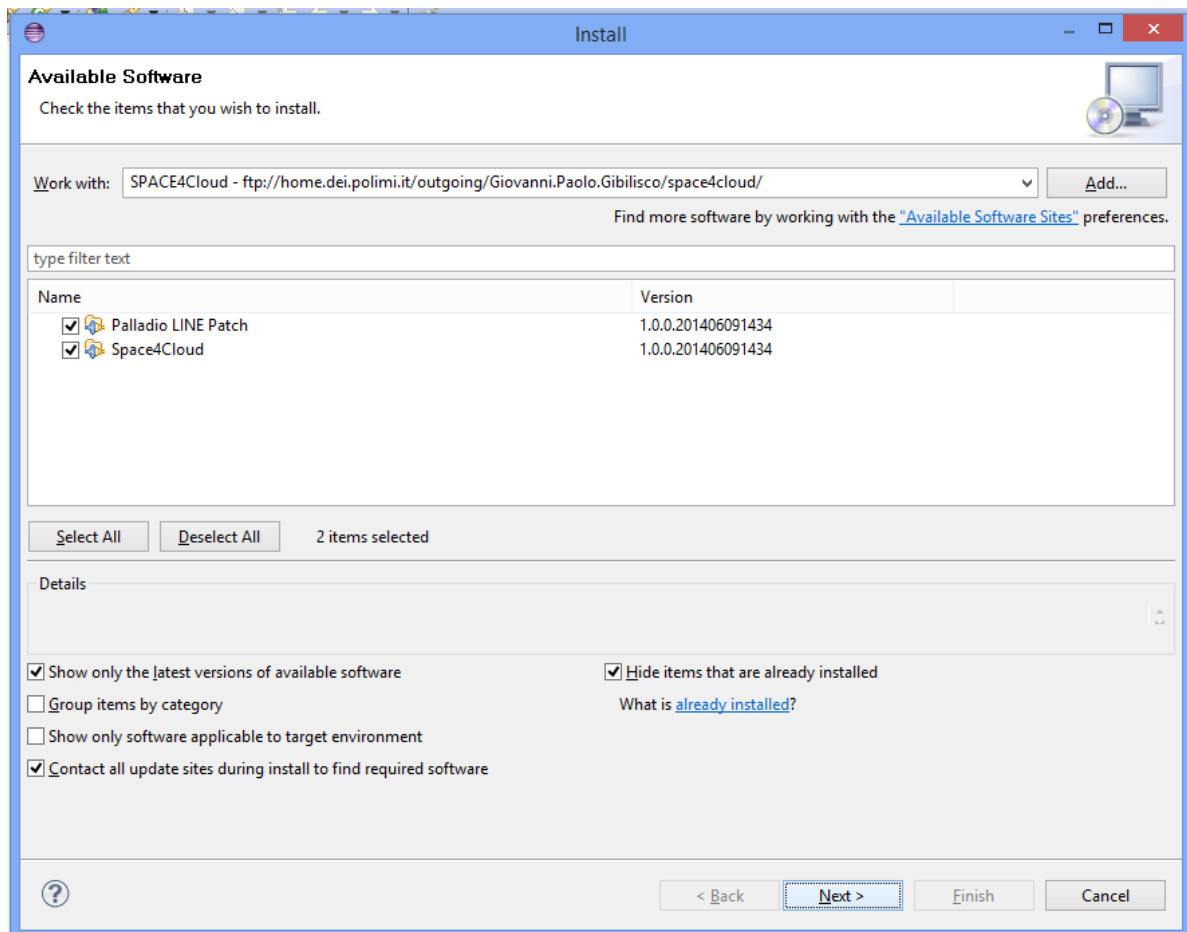 Install
Available Software
Check the items that you wish to install.
Work with: SPACE4Cloud - ftp://home.dei.polimi.it/outgoing/Giovanni.Paolo.Gibilisco/space4cloud/ Add...
Find more software by working with the "Available Software Sites" preferences.
type filter text
Name Version
Palladio LINE Patch 1.0.0.201406091434
Space4Cloud 1.0.0.201406091434
Select All Deselect All 2 items selected
Details
Show only the latest versions of available software Hide items that are already installed
Group items by category What is already installed?
Show only software applicable to target environment
Contact all update sites during install to find required software
? < Back Next > Finish Cancel